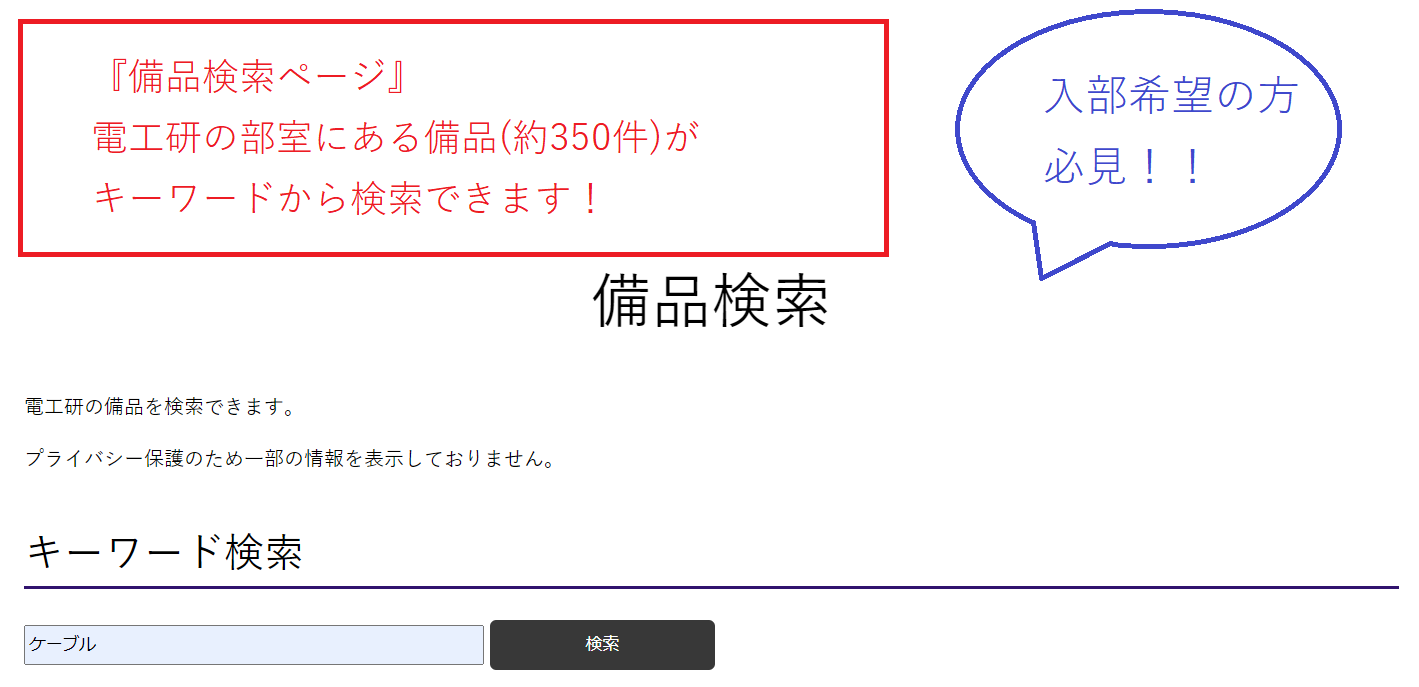 『備品検索ページ』
電工研の部室にある備品(約350件)が
キーワードから検索できます！
入部希望の方
必見！！
備品検索
電工研の備品を検索できます。
プライバシー保護のため一部の情報を表示しておりません。
キーワード検索
ケーブル
検索